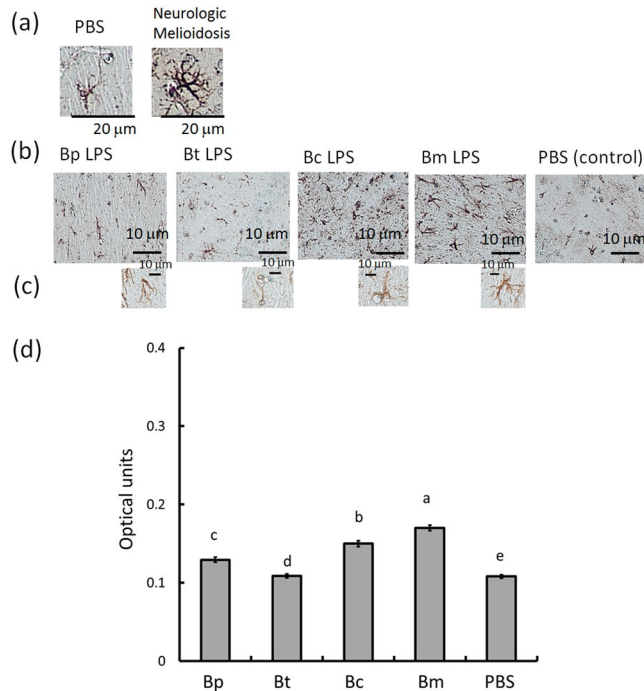 (a)
PBS
Neurologic
Melioidosis
20 µm
20 µm
(b)
Bp LPS
Bt LPS
Bc LPS
Bm LPS
PBS (control)
10 µm
10 µm
10 µm
10 µm
10 µm
(c)
10 µm
10 µm
10 µm
10 µm
(d)
0.4
0.3
0.2
0.1
0
Optical units
c
d
b
a
e
Bp
Bt
Bc
Bm
PBS